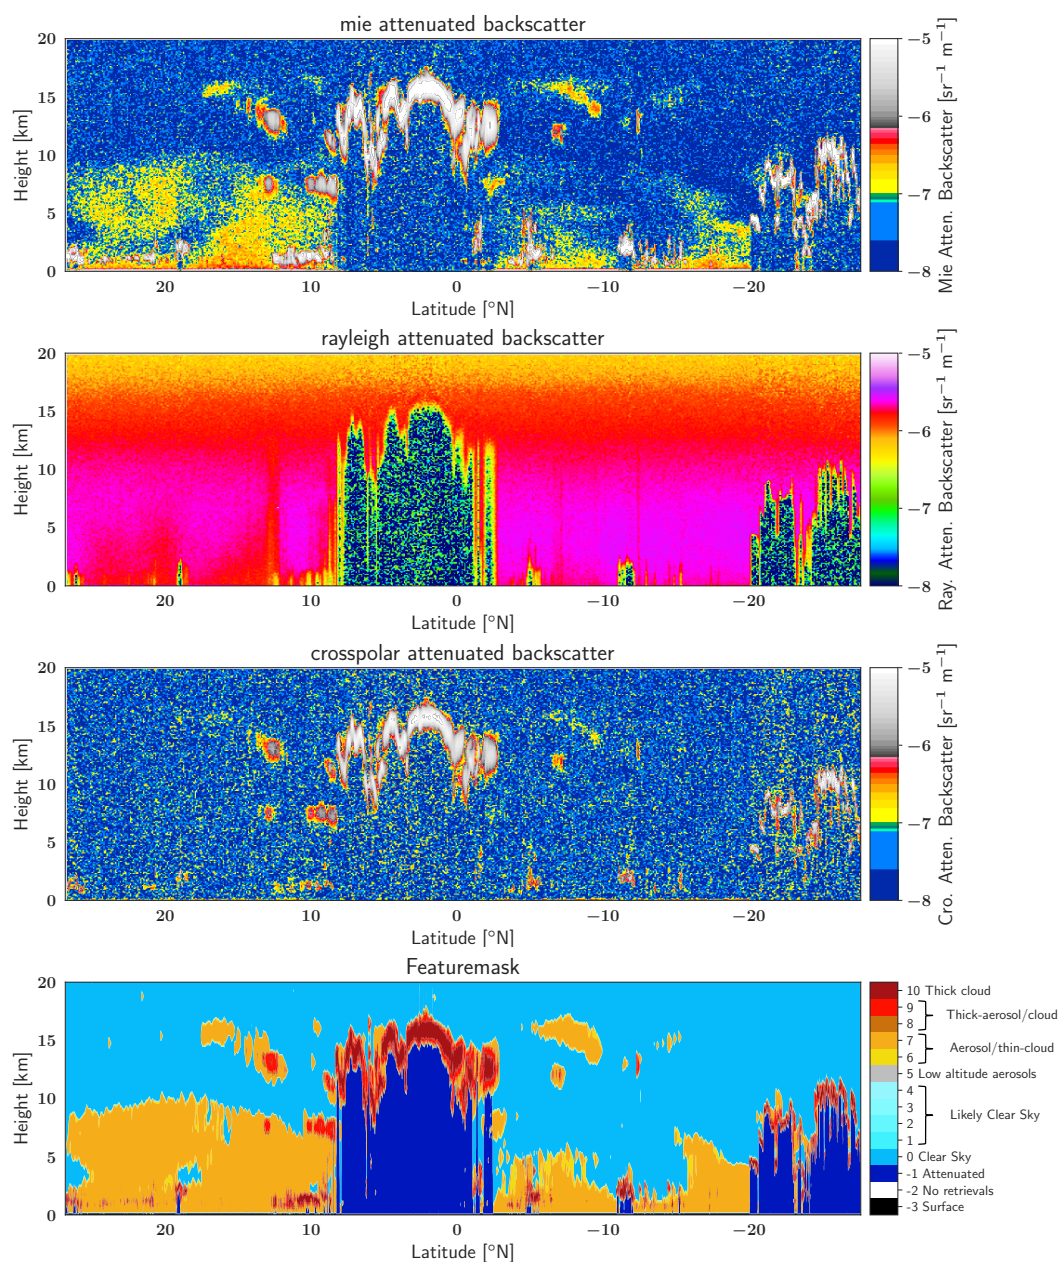 mie attenuated backscatter
20
15
10
5
0
Height [km]
20 10 0 −10 −20
Latitude [°N]
−5
−6
−7
−8
Mie Atten. Backscatter [sr⁻¹ m⁻¹]
rayleigh attenuated backscatter
20
15
10
5
0
Height [km]
20 10 0 −10 −20
Latitude [°N]
−5
−6
−7
−8
Ray. Atten. Backscatter [sr⁻¹ m⁻¹]
crosspolar attenuated backscatter
20
15
10
5
0
Height [km]
20 10 0 −10 −20
Latitude [°N]
−5
−6
−7
−8
Cro. Atten. Backscatter [sr⁻¹ m⁻¹]
Featuremask
20
15
10
5
0
Height [km]
20 10 0 −10 −20
Latitude [°N]
10 Thick cloud
9
Thick-aerosol/cloud
8
7
Aerosol/thin-cloud
6
5 Low altitude aerosols
4
3
Likely Clear Sky
2
1
0 Clear Sky
-1 Attenuated
-2 No retrievals
-3 Surface